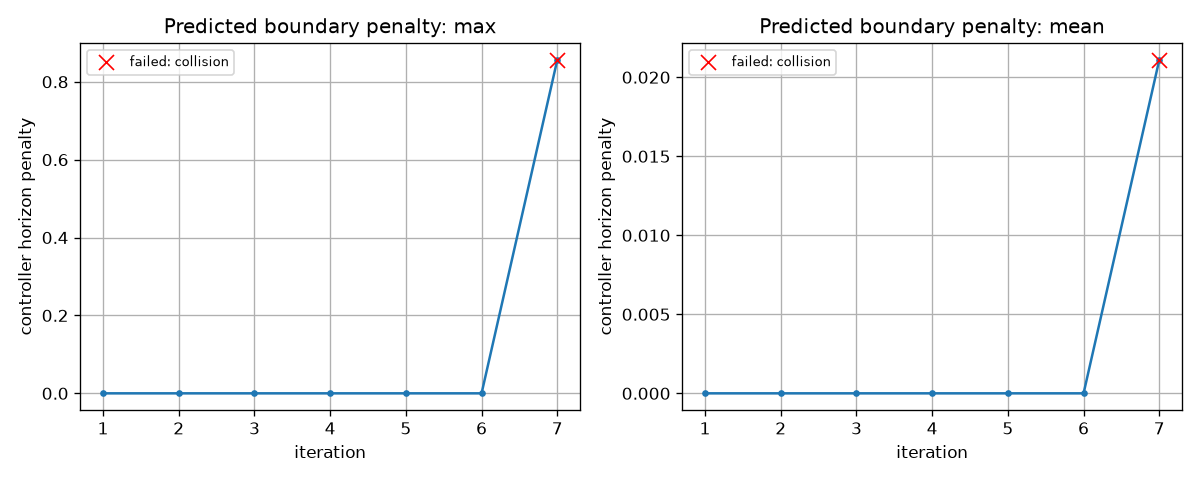 Predicted boundary penalty: max
failed: collision
controller horizon penalty
0.8
0.6
0.4
0.2
0.0
1 2 3 4 5 6 7
iteration
Predicted boundary penalty: mean
failed: collision
controller horizon penalty
0.020
0.015
0.010
0.005
0.000
1 2 3 4 5 6 7
iteration